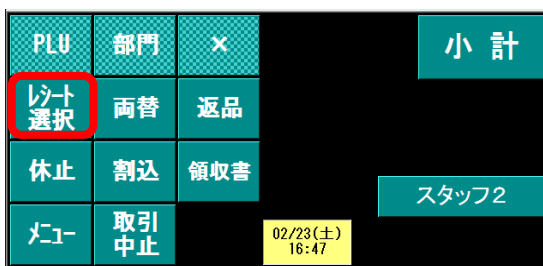 PLU
部門
×
小計
レシート
選択
両替
返品
休止
割込
領収書
スタッフ2
メニュー
取引
中止
02/23(土)
16:47